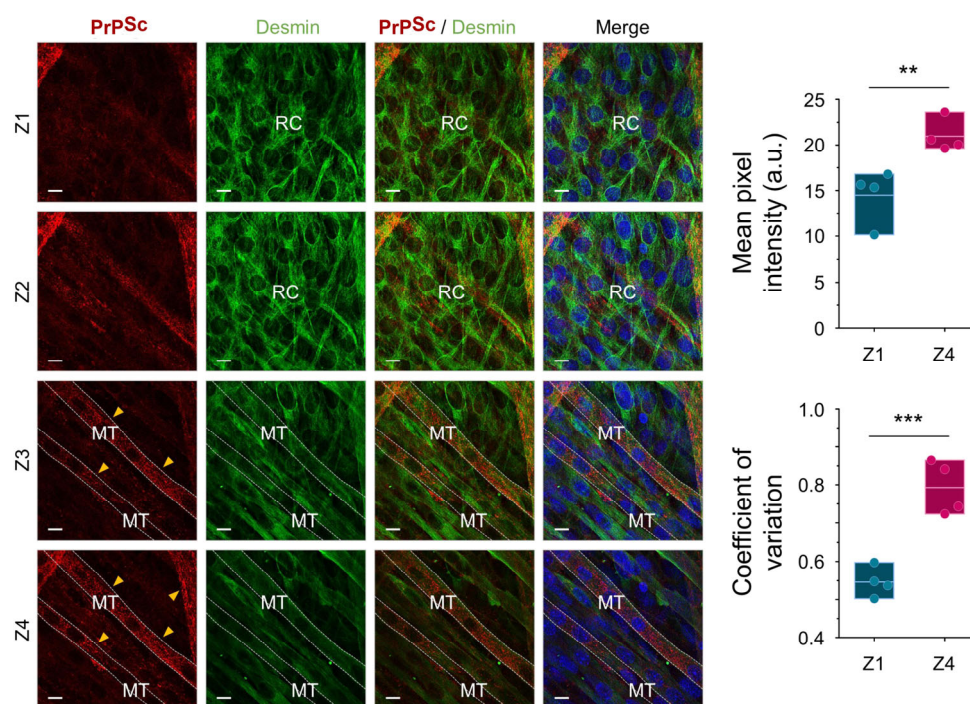 PrPSc
Desmin
PrPSc / Desmin
Merge
Z1
RC
RC
Z2
RC
RC
Z3
MT
MT
MT
MT
MT
MT
MT
MT
Z4
MT
MT
MT
MT
MT
MT
MT
MT
**
Mean pixel
intensity (a.u.)
25
20
15
10
5
0
Z1 Z4
***
Coefficient of
variation
1.0
0.8
0.6
0.4
Z1 Z4